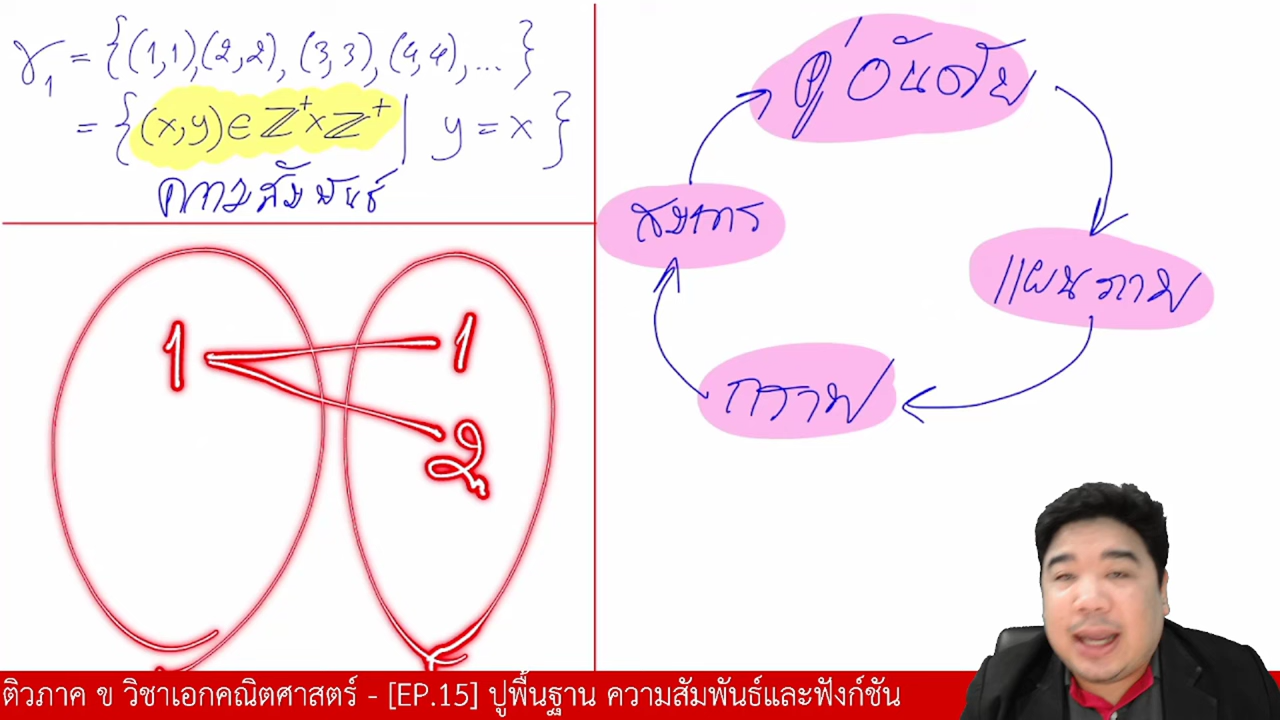 r₁ = {(1,1),(2,2),(3,3),(4,4),...}
= {(x,y)∈ℤ⁺×ℤ⁺| y = x}
ความสัมพันธ์
1 1
2
คู่อันดับ
แผนภาพ
กราฟ
สมการ
ติวภาค ข วิชาเอกคณิตศาสตร์ - [EP.15] ปูพื้นฐาน ความสัมพันธ์และฟังก์ชัน